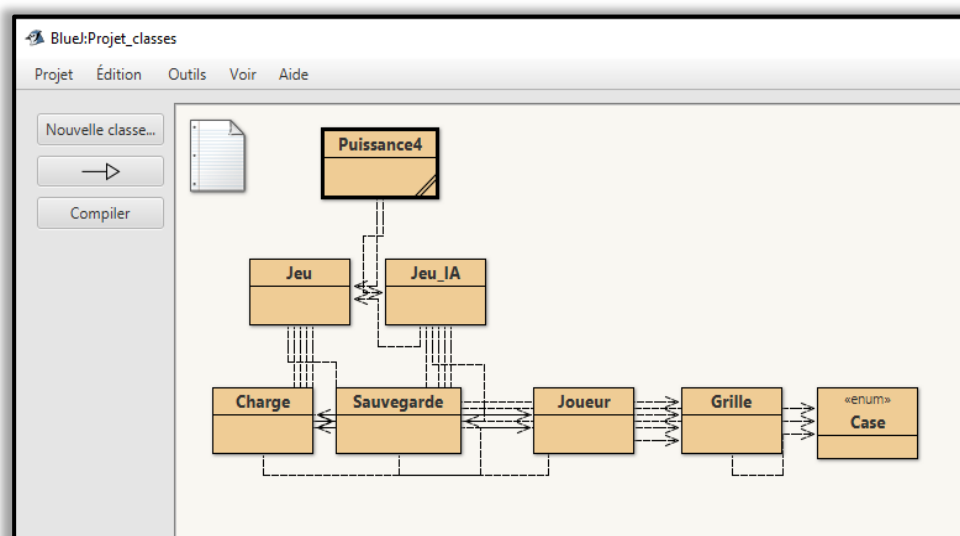 BlueJ:Projet_classes
Projet Édition Outils Voir Aide
Nouvelle classe...
Compiler
Puissance4
Jeu
Jeu_IA
Charge
Sauvegarde
Joueur
Grille
«enum»
Case